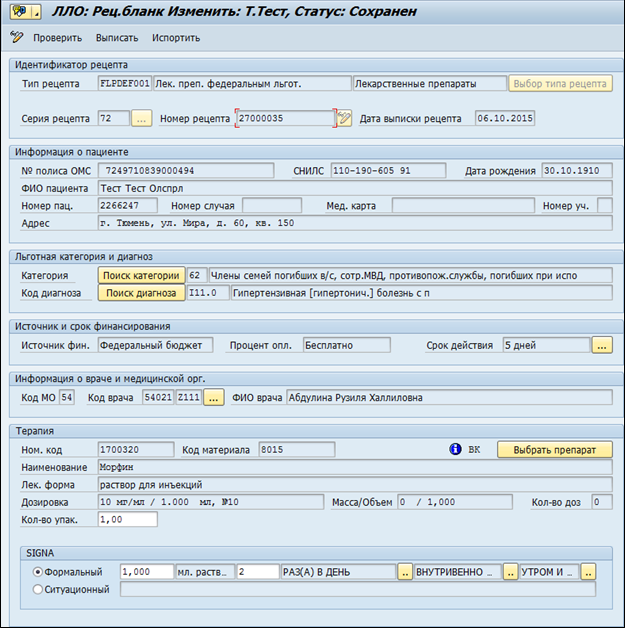 ЛЛО: Рец.бланк Изменить: Т.Тест, Статус: Сохранен
Проверить Выписать Испортить
Идентификатор рецепта
Тип рецепта FLPDEF001 Лек. преп. федеральным льгот. Лекарственные препараты Выбор типа рецепта
Серия рецепта 72 ... Номер рецепта 27000035 Дата выписки рецепта 06.10.2015
Информация о пациенте
№ полиса ОМС 7249710839000494 СНИЛС 110-190-605 91 Дата рождения 30.10.1910
ФИО пациента Тест Тест Олспрл
Номер пац. 2266247 Номер случая Мед. карта Номер уч.
Адрес г. Тюмень, ул. Мира, д. 60, кв. 150
Льготная категория и диагноз
Категория Поиск категории 62 Члены семей погибших в/с, сотр.МВД, противопож.службы, погибших при испо
Код диагноза Поиск диагноза I11.0 Гипертензивная [гипертонич.] болезнь с п
Источник и срок финансирования
Источник фин. Федеральный бюджет Процент опл. Бесплатно Срок действия 5 дней ...
Информация о враче и медицинской орг.
Код МО 54 Код врача 54021 Z111 ... ФИО врача Абдулина Рузиля Халлиловна
Терапия
Ном. код 1700320 Код материала 8015 ВК Выбрать препарат
Наименование Морфин
Лек. форма раствор для инъекций
Дозировка 10 мг/мл / 1.000 мл, №10 Масса/Объем 0 / 1,000 Кол-во доз 0
Кол-во упак. 1,00
SIGNA
Формальный 1,000 мл. раств… 2 РАЗ(А) В ДЕНЬ .. ВНУТРИВЕННО … .. УТРОМ И … ..
Ситуационный